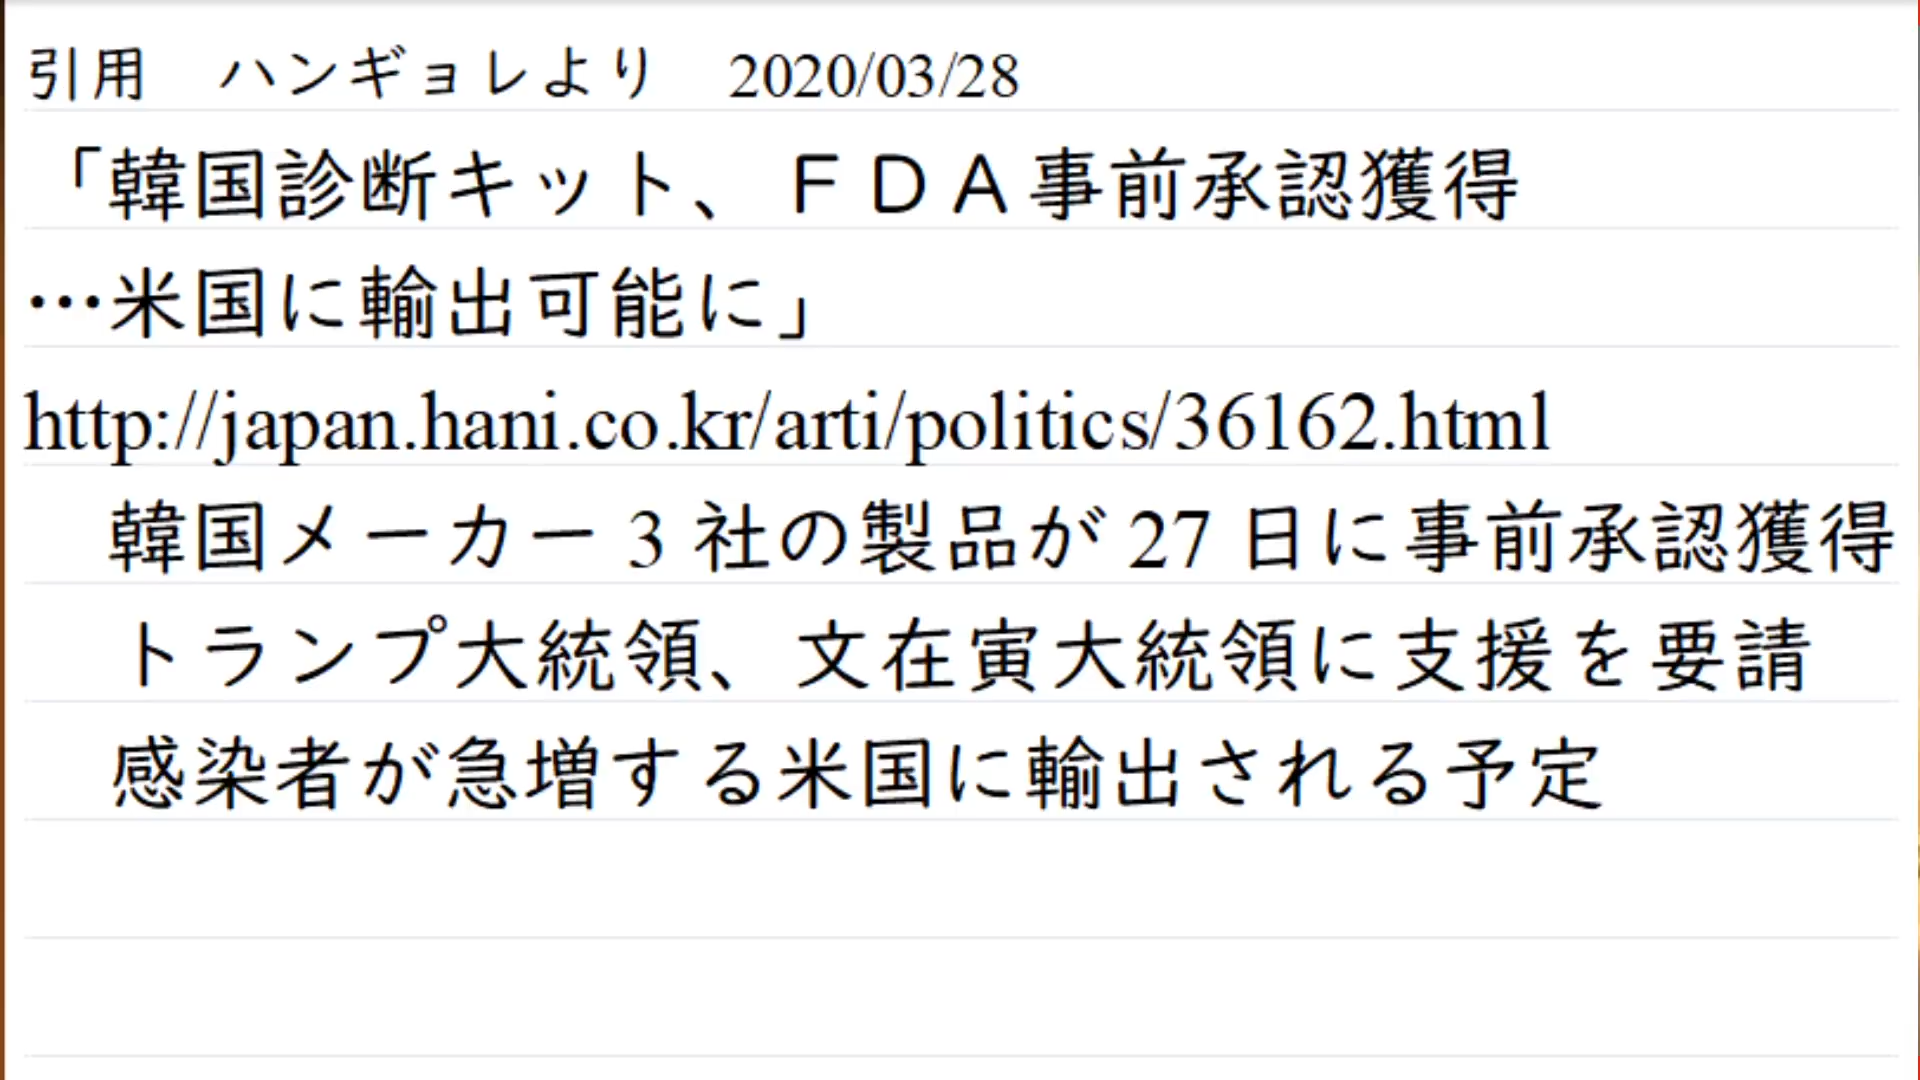 引用　ハンギョレより　2020/03/28
「韓国診断キット、ＦＤＡ事前承認獲得
…米国に輸出可能に」
http://japan.hani.co.kr/arti/politics/36162.html
韓国メーカー3社の製品が27日に事前承認獲得
トランプ大統領、文在寅大統領に支援を要請
感染者が急増する米国に輸出される予定